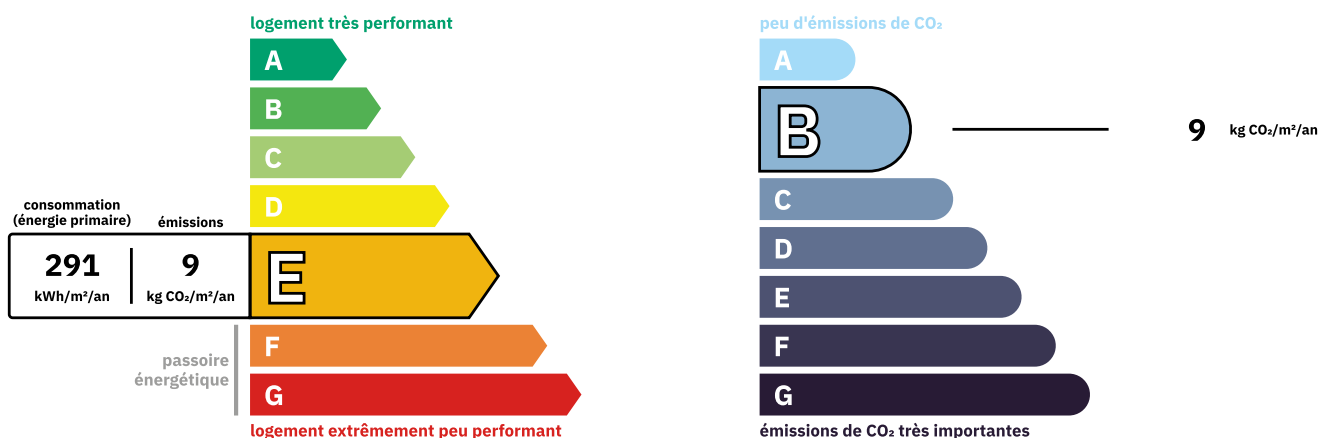 logement très performant
A
B
C
D
consommation
(énergie primaire)
émissions
291
kWh/m²/an
9
kg CO₂/m²/an
E
passoire
énergétique
F
G
logement extrêmement peu performant
peu d'émissions de CO₂
A
B
9 kg CO₂/m²/an
C
D
E
F
G
émissions de CO₂ très importantes